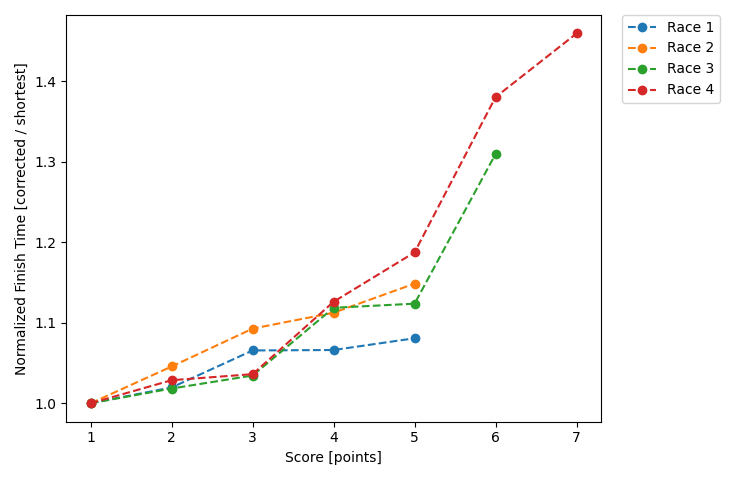 Normalized Finish Time [corrected / shortest]
1.4
1.3
1.2
1.1
1.0
1 2 3 4 5 6 7
Score [points]
Race 1
Race 2
Race 3
Race 4